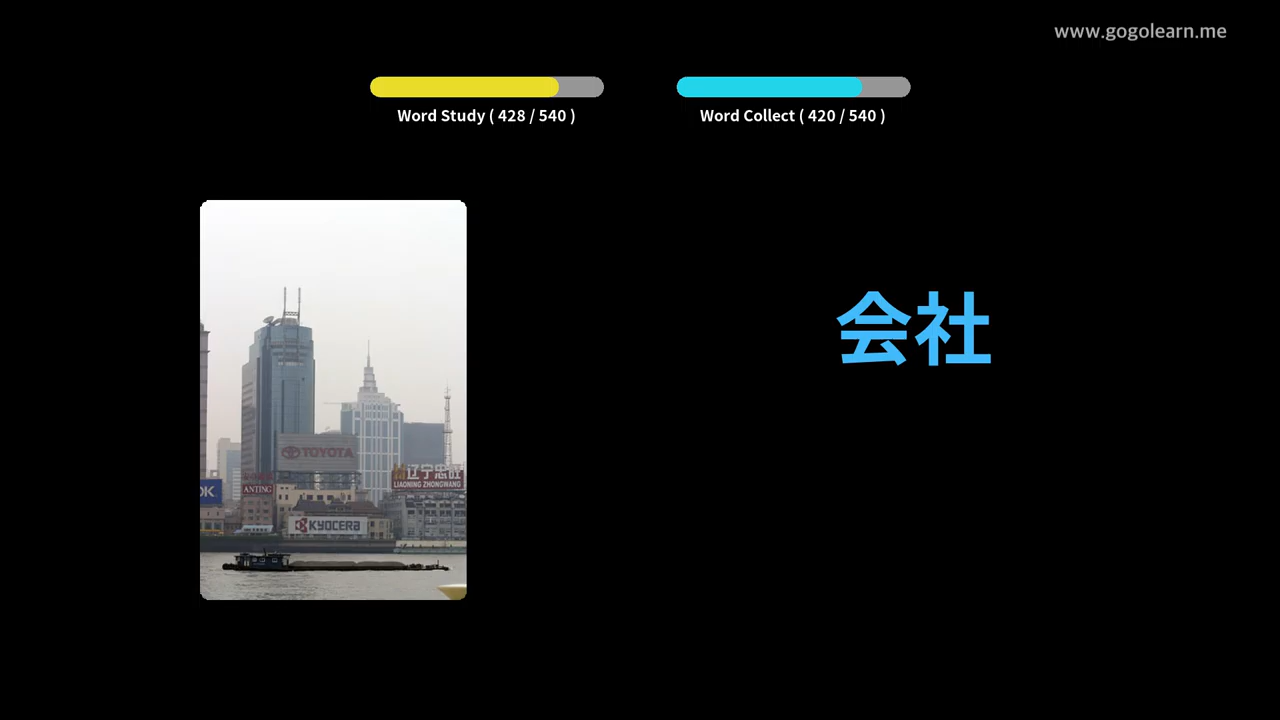 www.gogolearn.me
Word Study ( 428 / 540 )
Word Collect ( 420 / 540 )
会社
TOYOTA
辽宁忠旺
LIAONING ZHONGWANG
OK
ANTING
KYOCERA